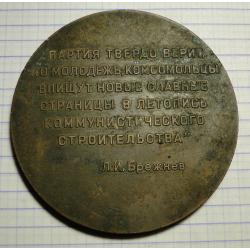 "ПАРТИЯ ТВЕРДО ВЕРИТ,
ЧТО МОЛОДЕЖЬ, КОМСОМОЛЬЦЫ
ВПИШУТ НОВЫЕ СЛАВНЫЕ
СТРАНИЦЫ В ЛЕТОПИСЬ
КОММУНИСТИЧЕСКОГО
СТРОИТЕЛЬСТВА"
Л.И. Брежнев